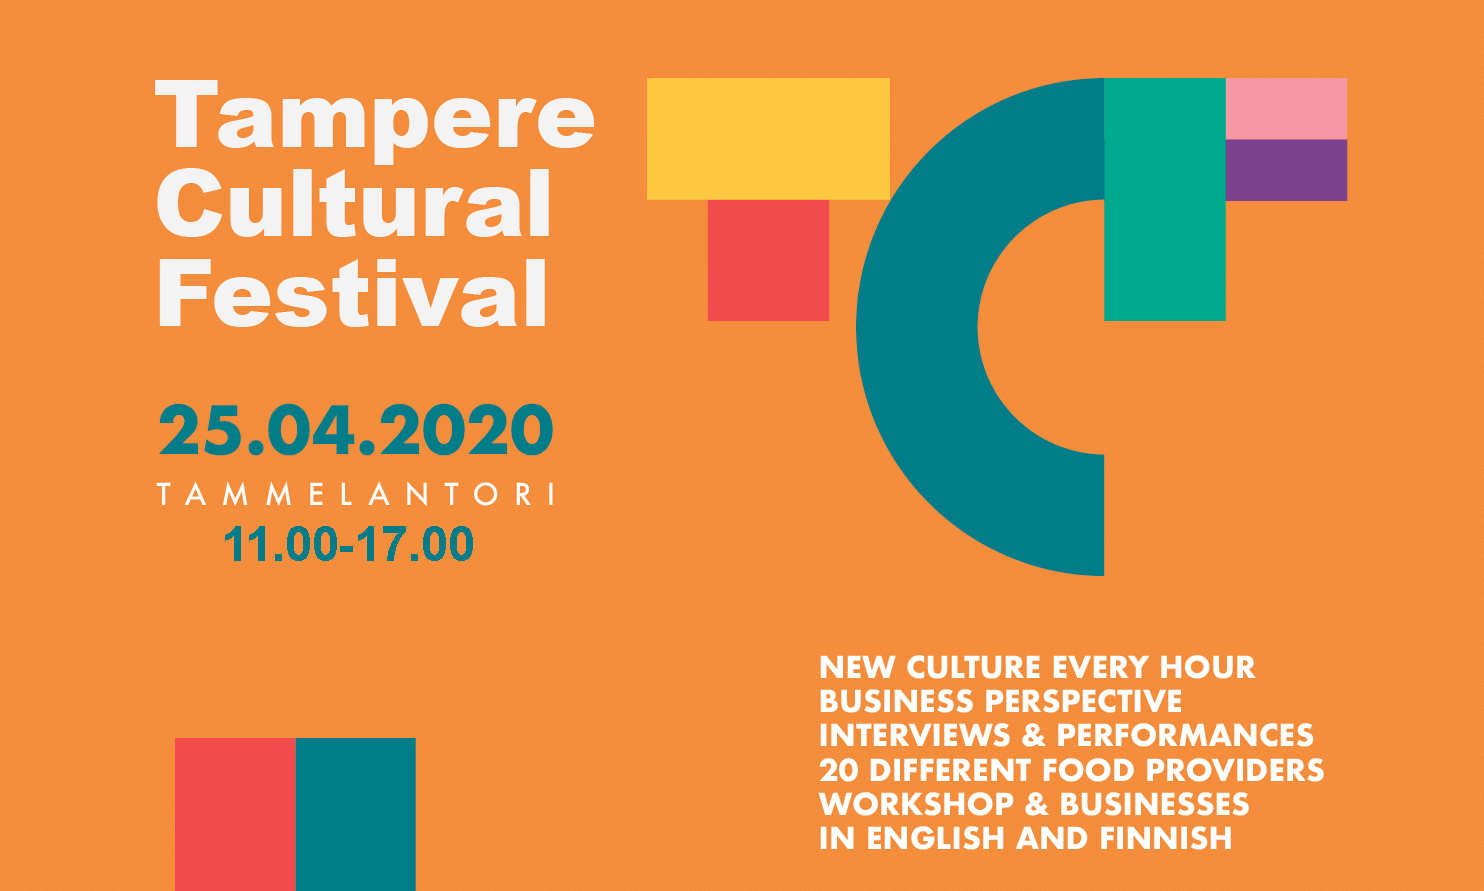 Tampere
Cultural
Festival
25.04.2020
TAMMELANTORI
11.00-17.00
NEW CULTURE EVERY HOUR
BUSINESS PERSPECTIVE
INTERVIEWS & PERFORMANCES
20 DIFFERENT FOOD PROVIDERS
WORKSHOP & BUSINESSES
IN ENGLISH AND FINNISH